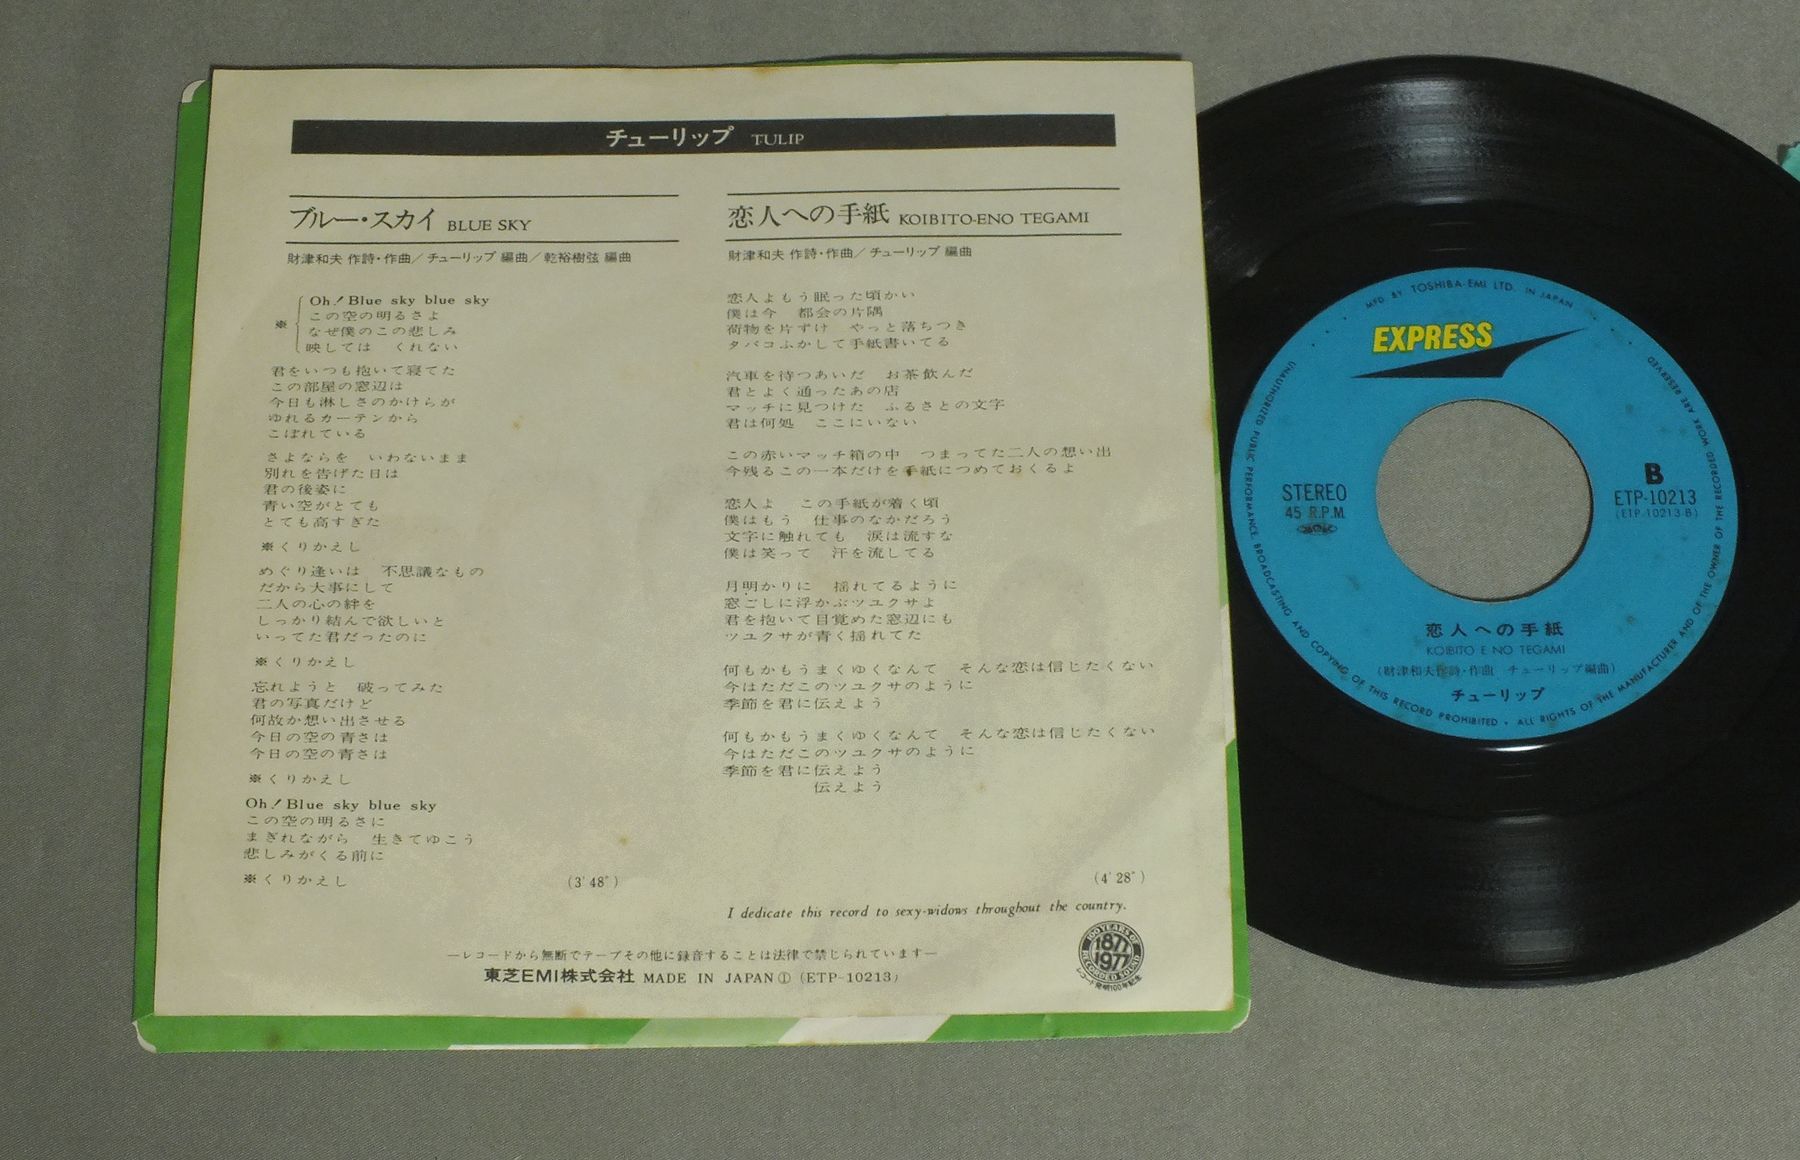 チューリップ TULIP
ブルー・スカイ BLUE SKY
財津和夫 作詩・作曲／チューリップ 編曲／乾裕樹弦 編曲
※ Oh! Blue sky blue sky
この空の明るさよ
なぜ僕のこの悲しみ
映しては くれない
君をいつも抱いて寝てた
この部屋の窓辺は
今日も淋しさのかけらが
ゆれるカーテンから
こぼれている
さよならを いわないまま
別れを告げた日は
君の後姿に
青い空がとても
とても高すぎた
※くりかえし
めぐり逢いは 不思議なもの
だから大事にして
二人の心の絆を
しっかり結んで欲しいと
いってた君だったのに
※くりかえし
忘れようと 破ってみた
君の写真だけど
何故か想い出させる
今日の空の青さは
今日の空の青さは
※くりかえし
Oh! Blue sky blue sky
この空の明るさに
まぎれながら 生きてゆこう
悲しみがくる前に
※くりかえし
(3'48")
恋人への手紙 KOIBITO-ENO TEGAMI
財津和夫 作詩・作曲／チューリップ 編曲
恋人よもう眠った頃かい
僕は今 都会の片隅
荷物を片ずけ やっと落ちつき
タバコふかして手紙書いてる
汽車を待つあいだ お茶飲んだ
君とよく通ったあの店
マッチに見つけた ふるさとの文字
君は何処 ここにいない
この赤いマッチ箱の中 つまってた二人の想い出
今残るこの一本だけを手紙につめておくるよ
恋人よ この手紙が着く頃
僕はもう 仕事のなかだろう
文字に触れても 涙は流すな
僕は笑って 汗を流してる
月明かりに 揺れてるように
窓ごしに浮かぶツユクサよ
君を抱いて目覚めた窓辺にも
ツユクサが青く揺れてた
何もかもうまくゆくなんて そんな恋は信じたくない
今はただこのツユクサのように
季節を君に伝えよう
何もかもうまくゆくなんて そんな恋は信じたくない
今はただこのツユクサのように
季節を君に伝えよう
伝えよう
(4'28")
I dedicate this record to sexy-widows throughout the country.
—レコードから無断でテープその他に録音することは法律で禁じられています—
東芝EMI株式会社 MADE IN JAPAN① (ETP-10213)
100 YEARS OF
1877
1977
RECORDED SOUND
レコード発明100年記念
MFD. BY TOSHIBA-EMI LTD. IN JAPAN
EXPRESS
STEREO
45 R.P.M.
B
ETP-10213
(ETP-10213-B)
恋人への手紙
KOIBITO E NO TEGAMI
(財津和夫作詩・作曲 チューリップ編曲)
チューリップ
UNAUTHORIZED PUBLIC PERFORMANCE, BROADCASTING AND COPYING OF THIS RECORD PROHIBITED • ALL RIGHTS OF THE MANUFACTURER AND OF THE OWNER OF THE RECORDED WORK ARE RESERVED